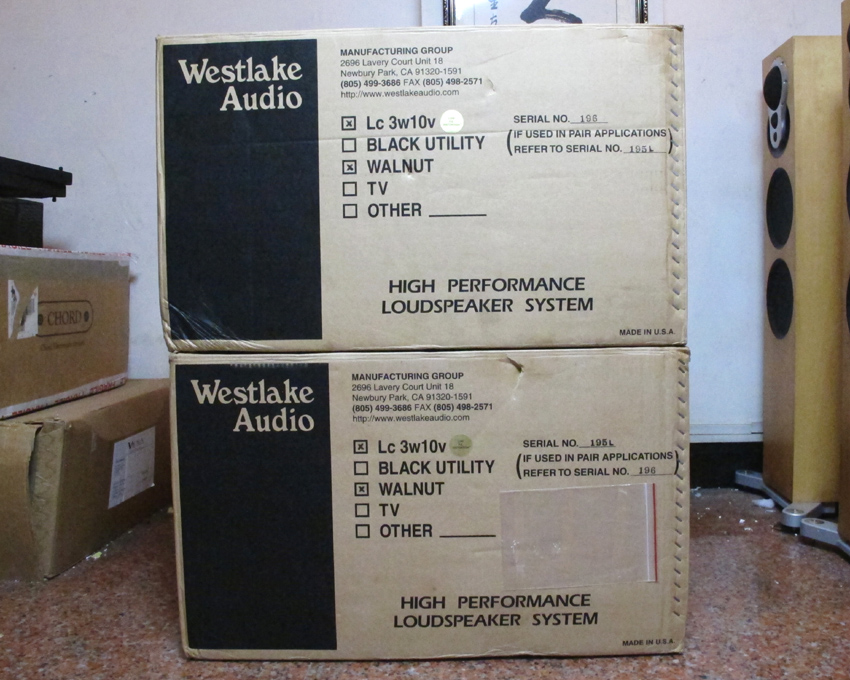 Westlake
Audio
MANUFACTURING GROUP
2696 Lavery Court Unit 18
Newbury Park, CA 91320-1591
(805) 499-3686 FAX (805) 498-2571
http://www.westlakeaudio.com
☒ Lc 3w10v
☐ BLACK UTILITY
☒ WALNUT
☐ TV
☐ OTHER ______
SERIAL NO. 196
(IF USED IN PAIR APPLICATIONS
REFER TO SERIAL NO. 195L)
HIGH PERFORMANCE
LOUDSPEAKER SYSTEM
MADE IN U.S.A.
Westlake
Audio
MANUFACTURING GROUP
2696 Lavery Court Unit 18
Newbury Park, CA 91320-1591
(805) 499-3686 FAX (805) 498-2571
http://www.westlakeaudio.com
☒ Lc 3w10v
☐ BLACK UTILITY
☒ WALNUT
☐ TV
☐ OTHER ______
SERIAL NO. 195L
(IF USED IN PAIR APPLICATIONS
REFER TO SERIAL NO. 196)
HIGH PERFORMANCE
LOUDSPEAKER SYSTEM
MADE IN U.S.A.
CHORD